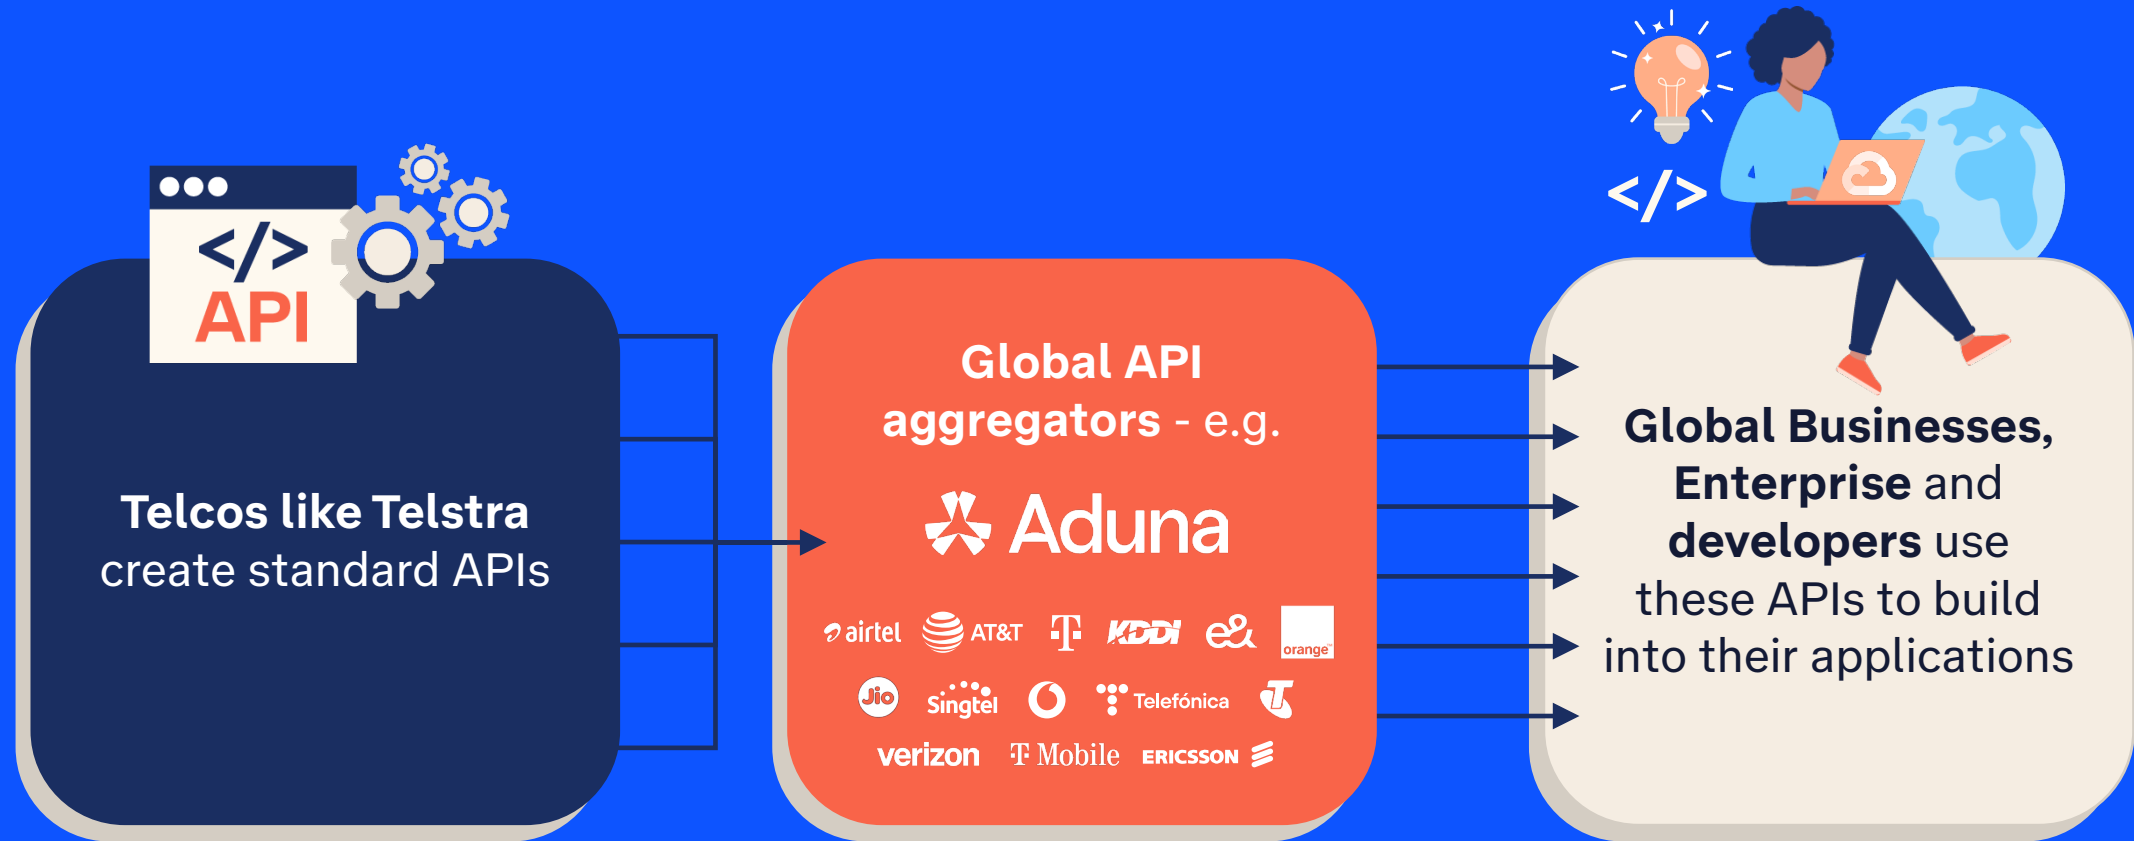 </>
API
Telcos like Telstra
create standard APIs
Global API
aggregators - e.g.
Aduna
airtel AT&T T KDDI e& orange™
Jio Singtel Telefónica T
verizon T Mobile ERICSSON
</>
Global Businesses,
Enterprise and
developers use
these APIs to build
into their applications